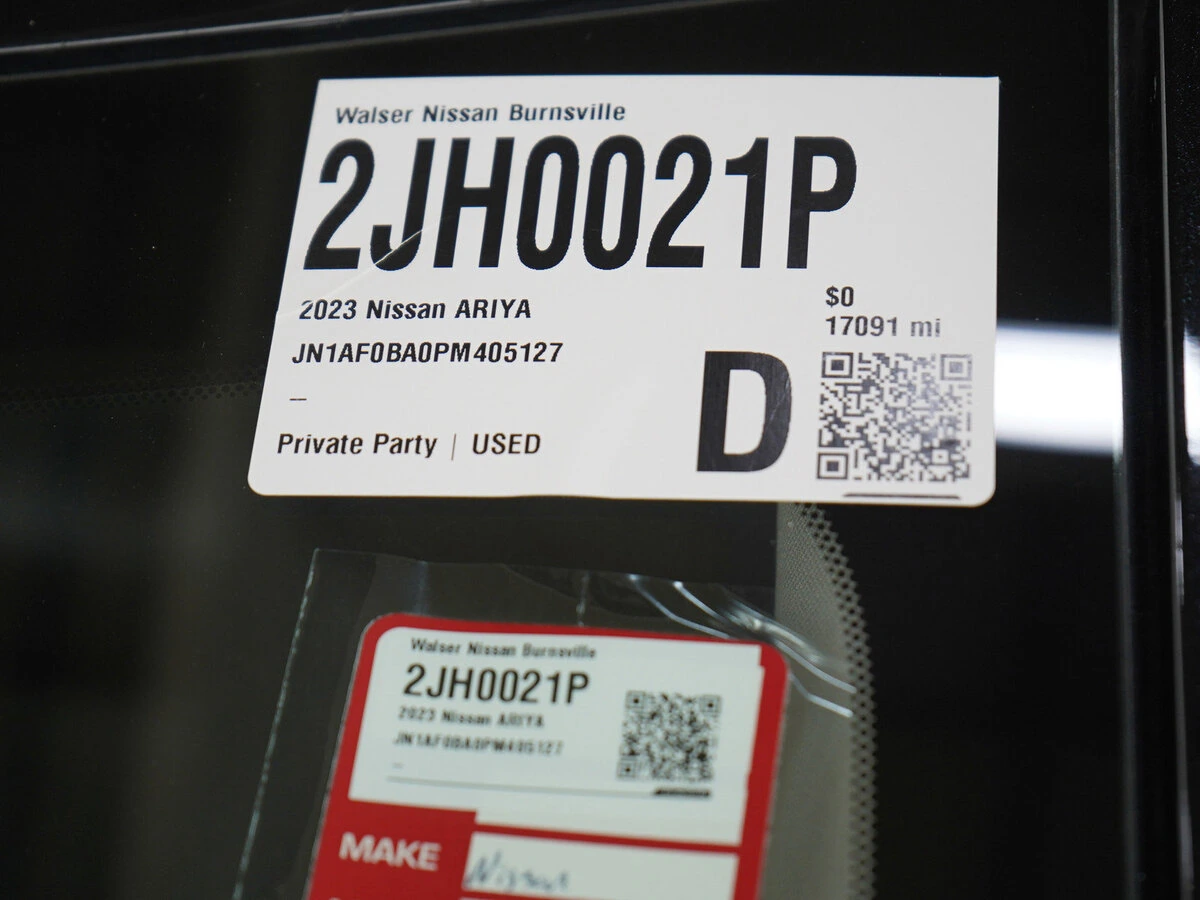 Walser Nissan Burnsville
2JH0021P
2023 Nissan ARIYA
$0
17091 mi
JN1AF0BA0PM405127
--
D
Private Party | USED
Walser Nissan Burnsville
2JH0021P
2023 Nissan ARIYA
JN1AF0BA0PM405127
--
MAKE Nissan